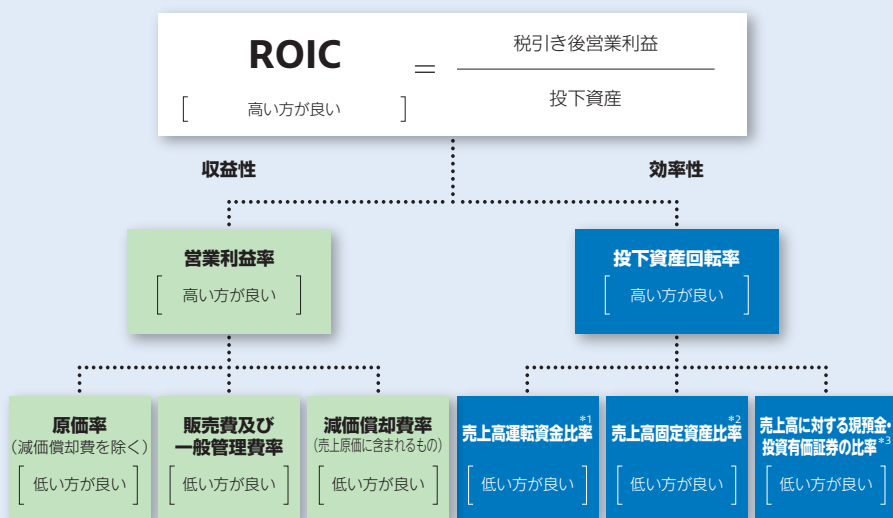 ROIC
[ 高い方が良い ]
=
税引き後営業利益
投下資産
収益性
効率性
営業利益率
[ 高い方が良い ]
投下資産回転率
[ 高い方が良い ]
原価率
(減価償却費を除く)
[ 低い方が良い ]
販売費及び
一般管理費率
[ 低い方が良い ]
減価償却費率
(売上原価に含まれるもの)
[ 低い方が良い ]
売上高運転資金比率*1
[ 低い方が良い ]
売上高固定資産比率*2
[ 低い方が良い ]
売上高に対する現預金・
投資有価証券の比率*3
[ 低い方が良い ]